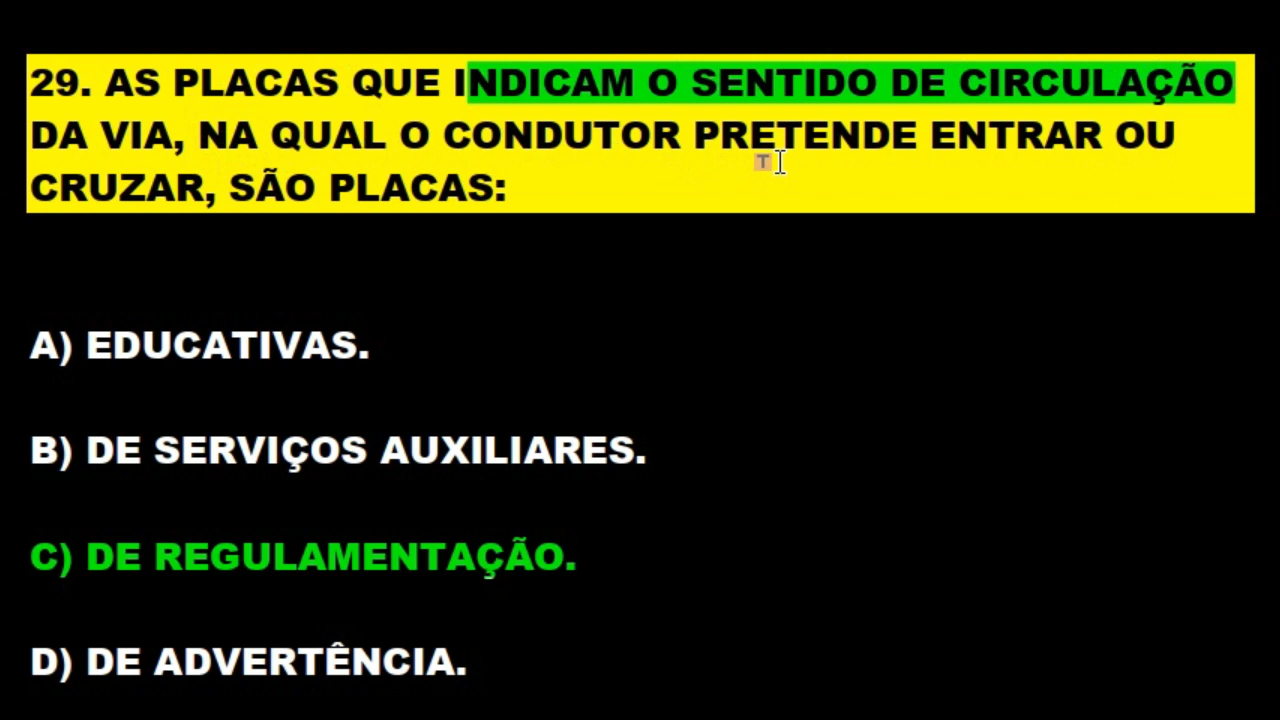 29. AS PLACAS QUE INDICAM O SENTIDO DE CIRCULAÇÃO
DA VIA, NA QUAL O CONDUTOR PRETENDE ENTRAR OU
CRUZAR, SÃO PLACAS:
T
A) EDUCATIVAS.
B) DE SERVIÇOS AUXILIARES.
C) DE REGULAMENTAÇÃO.
D) DE ADVERTÊNCIA.